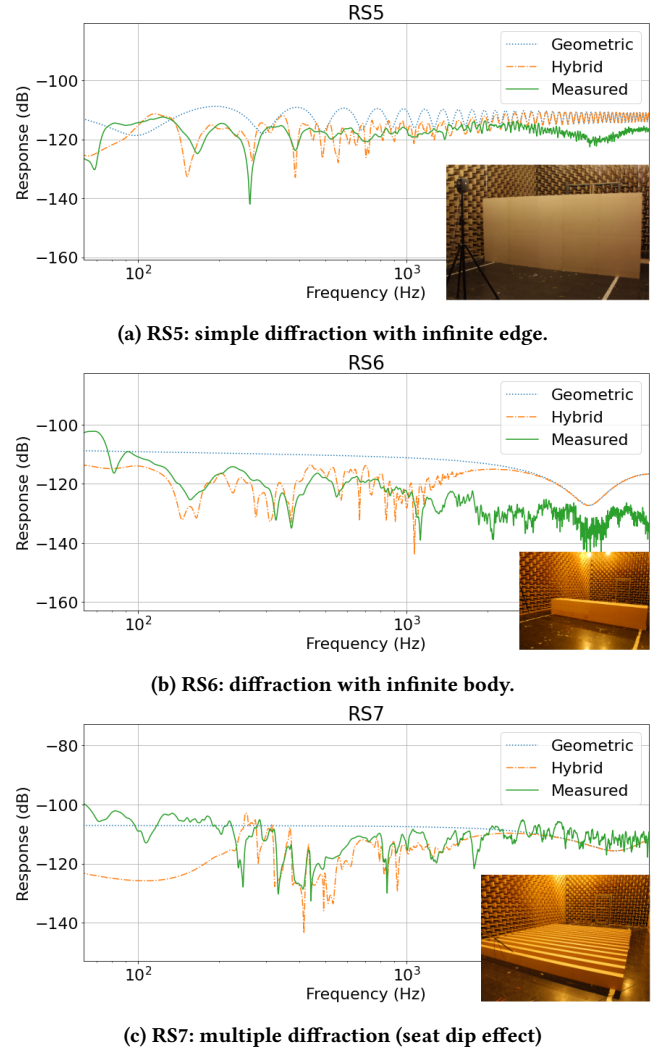 RS5
Response (dB)
−100
−120
−140
−160
Geometric
Hybrid
Measured
10²
10³
Frequency (Hz)
(a) RS5: simple diffraction with infinite edge.
RS6
Response (dB)
−100
−120
−140
−160
Geometric
Hybrid
Measured
10²
10³
Frequency (Hz)
(b) RS6: diffraction with infinite body.
RS7
Response (dB)
−80
−100
−120
−140
Geometric
Hybrid
Measured
10²
10³
Frequency (Hz)
(c) RS7: multiple diffraction (seat dip effect)